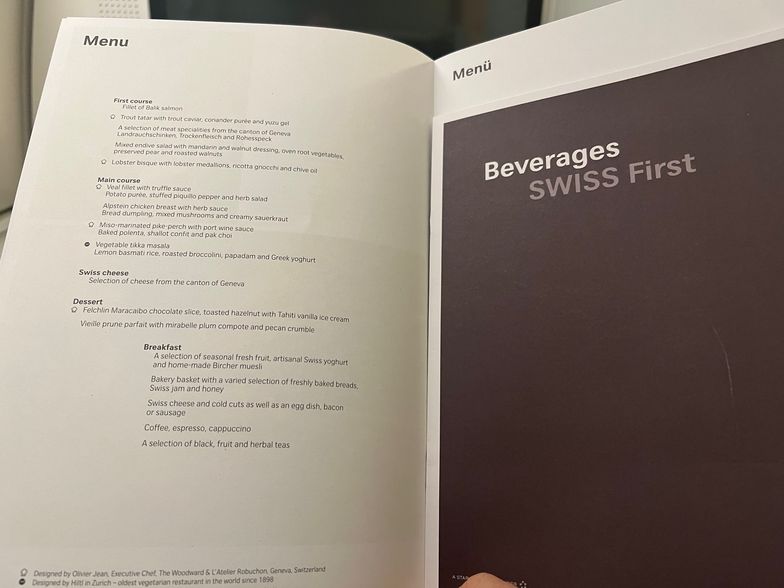 Menu
First course
Fillet of Balik salmon
Trout tatar with trout caviar, coriander purée and yuzu gel
A selection of meat specialities from the canton of Geneva
Landrauchschinken, Trockenfleisch and Rohesspeck
Mixed endive salad with mandarin and walnut dressing, oven root vegetables,
preserved pear and roasted walnuts
Lobster bisque with lobster medallions, ricotta gnocchi and chive oil
Main course
Veal fillet with truffle sauce
Potato purée, stuffed piquillo pepper and herb salad
Alpstein chicken breast with herb sauce
Bread dumpling, mixed mushrooms and creamy sauerkraut
Miso-marinated pike-perch with port wine sauce
Baked polenta, shallot confit and pak choi
Vegetable tikka masala
Lemon basmati rice, roasted broccolini, papadam and Greek yoghurt
Swiss cheese
Selection of cheese from the canton of Geneva
Dessert
Felchlin Maracaibo chocolate slice, toasted hazelnut with Tahiti vanilla ice cream
Vieille prune parfait with mirabelle plum compote and pecan crumble
Breakfast
A selection of seasonal fresh fruit, artisanal Swiss yoghurt
and home-made Bircher muesli
Bakery basket with a varied selection of freshly baked breads,
Swiss jam and honey
Swiss cheese and cold cuts as well as an egg dish, bacon
or sausage
Coffee, espresso, cappuccino
A selection of black, fruit and herbal teas
Designed by Olivier Jean, Executive Chef, The Woodward & L'Atelier Robuchon, Geneva, Switzerland
Designed by Hiltl in Zurich – oldest vegetarian restaurant in the world since 1898
Menü
Beverages
SWISS First
A STAR